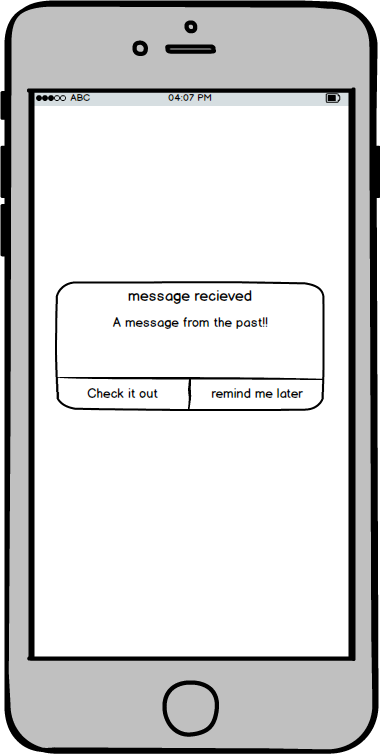 ABC 04:07 PM
message recieved
A message from the past!!
Check it out remind me later